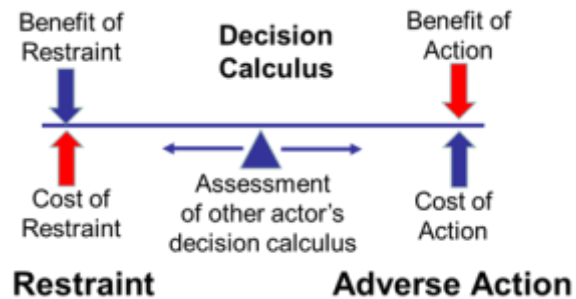 Benefit of
Restraint
Decision
Calculus
Benefit of
Action
Cost of
Restraint
Assessment
of other actor's
decision calculus
Cost of
Action
Restraint
Adverse Action